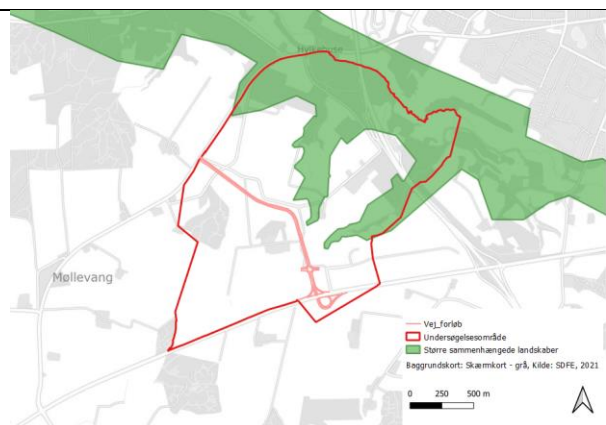 Møllevang
Vej_forløb
Undersøgelsesområde
Større sammenhængede landskaber
Baggrundskort: Skærmkort - grå, Kilde: SDFE, 2021
0 250 500 m